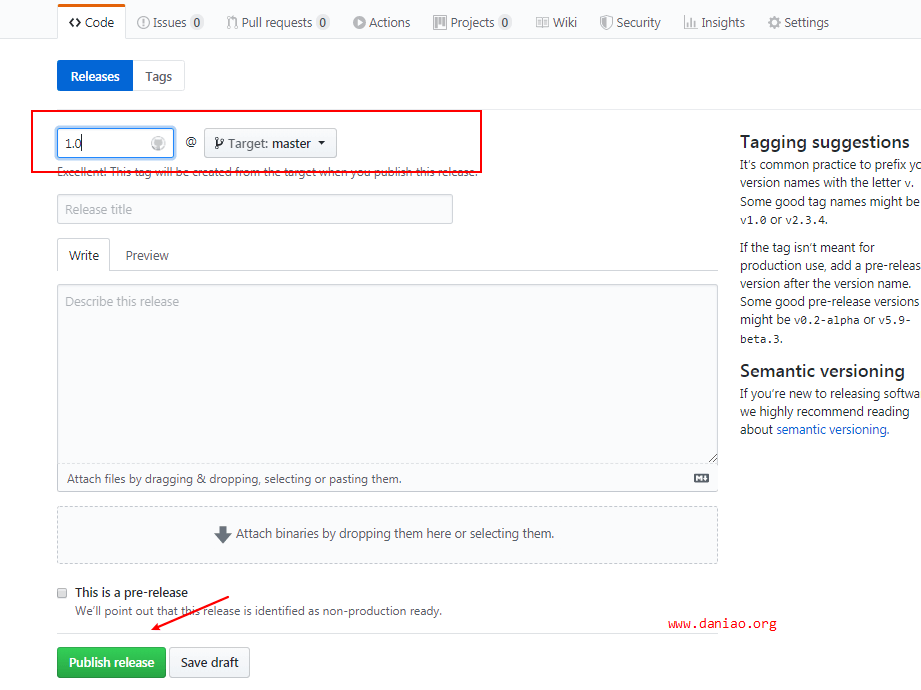 Code Issues 0 Pull requests 0 Actions Projects 0 Wiki Security Insights Settings
Releases Tags
1.0 @ Target: master
Excellent! This tag will be created from the target when you publish this release.
Release title
Write Preview
Describe this release
Attach files by dragging & dropping, selecting or pasting them.
Attach binaries by dropping them here or selecting them.
This is a pre-release
We'll point out that this release is identified as non-production ready.
Publish release Save draft
Tagging suggestions
It's common practice to prefix yo
version names with the letter v.
Some good tag names might be
v1.0 or v2.3.4.
If the tag isn't meant for
production use, add a pre-releas
version after the version name.
Some good pre-release versions
might be v0.2-alpha or v5.9-
beta.3.
Semantic versioning
If you're new to releasing softwa
we highly recommend reading
about semantic versioning.
www.daniao.org